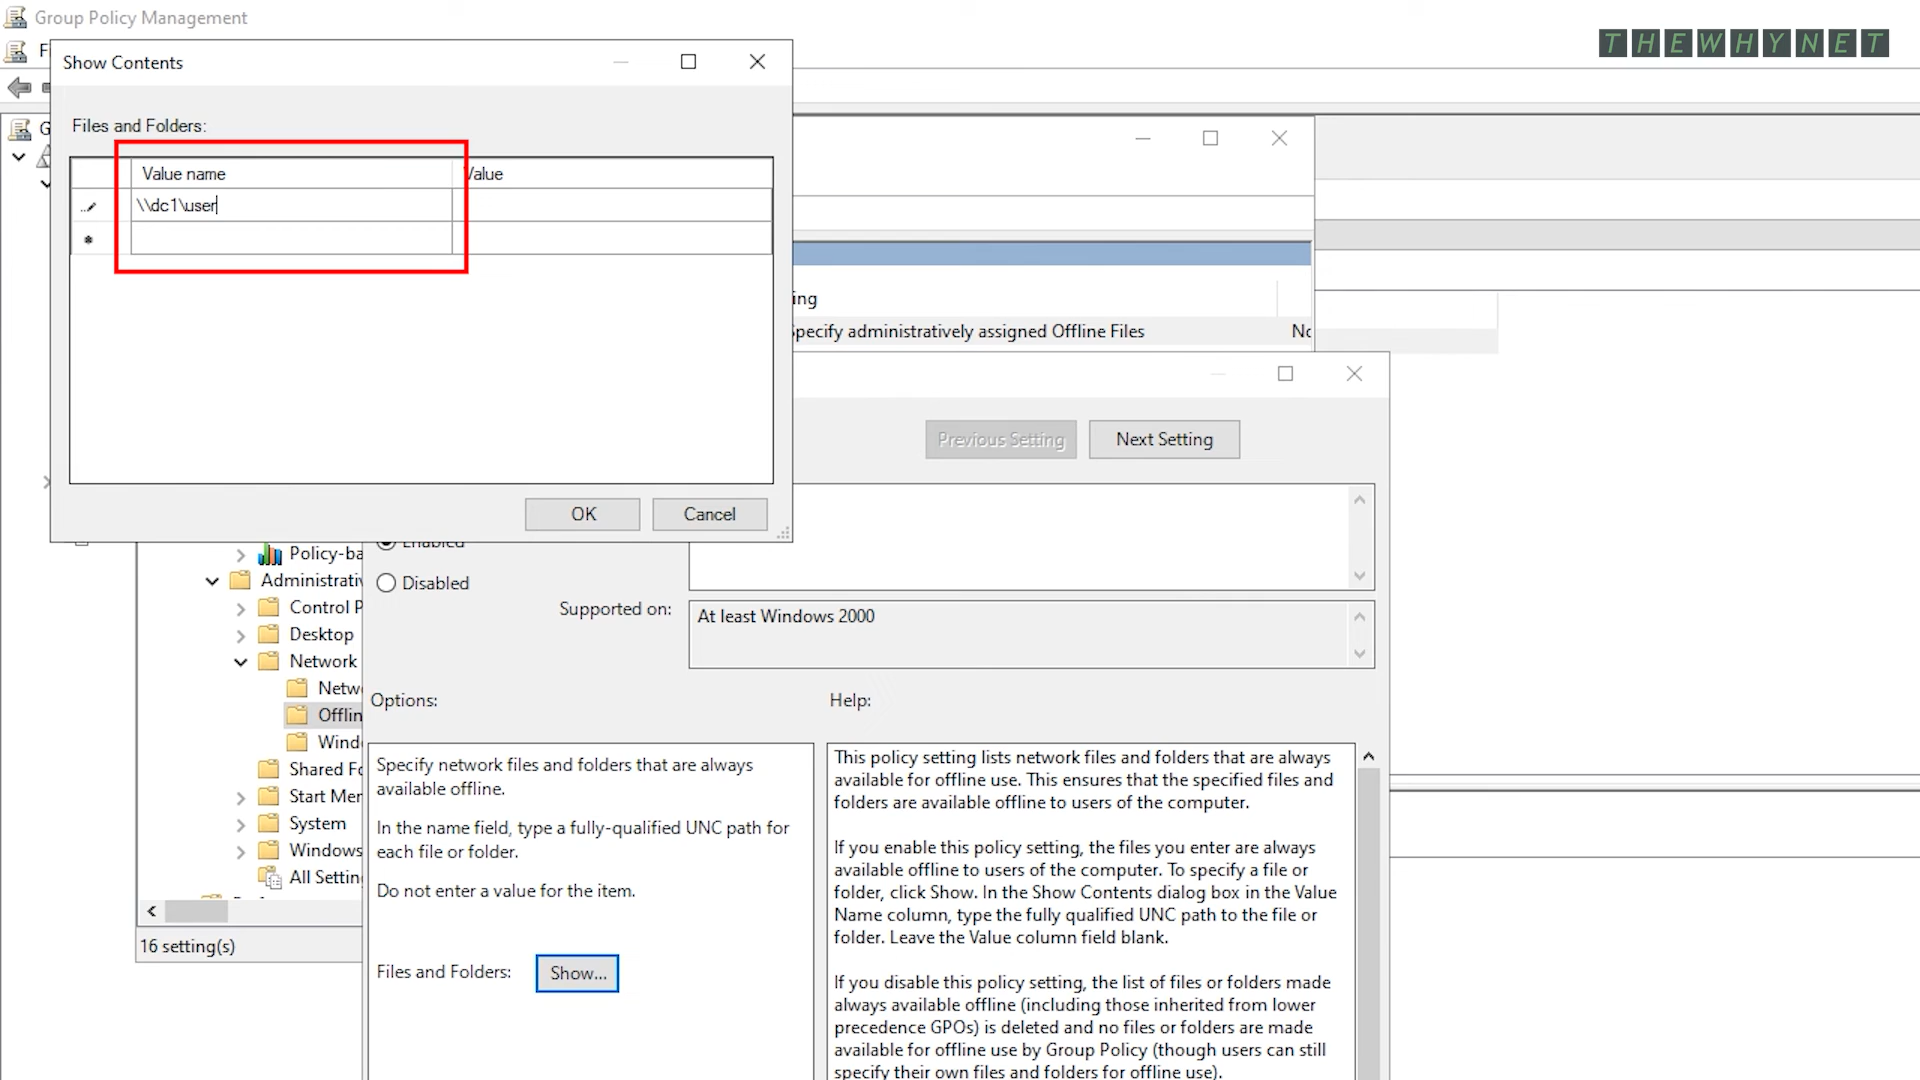 Group Policy Management
THEWHYNET
Show Contents
Files and Folders:
Value name
Value
\\dc1\user
ing
Specify administratively assigned Offline Files
Previous Setting
Next Setting
OK
Cancel
Enabled
Disabled
Supported on:
At least Windows 2000
Policy-ba
Administrativ
Control P
Desktop
Network
Netw
Offlin
Wind
Shared Fo
Start Mer
System
Windows
All Settin
16 setting(s)
Options:
Help:
Specify network files and folders that are always
available offline.
In the name field, type a fully-qualified UNC path for
each file or folder.
Do not enter a value for the item.
Files and Folders:
Show...
This policy setting lists network files and folders that are always
available for offline use. This ensures that the specified files and
folders are available offline to users of the computer.
If you enable this policy setting, the files you enter are always
available offline to users of the computer. To specify a file or
folder, click Show. In the Show Contents dialog box in the Value
Name column, type the fully qualified UNC path to the file or
folder. Leave the Value column field blank.
If you disable this policy setting, the list of files or folders made
always available offline (including those inherited from lower
precedence GPOs) is deleted and no files or folders are made
available for offline use by Group Policy (though users can still
specify their own files and folders for offline use).